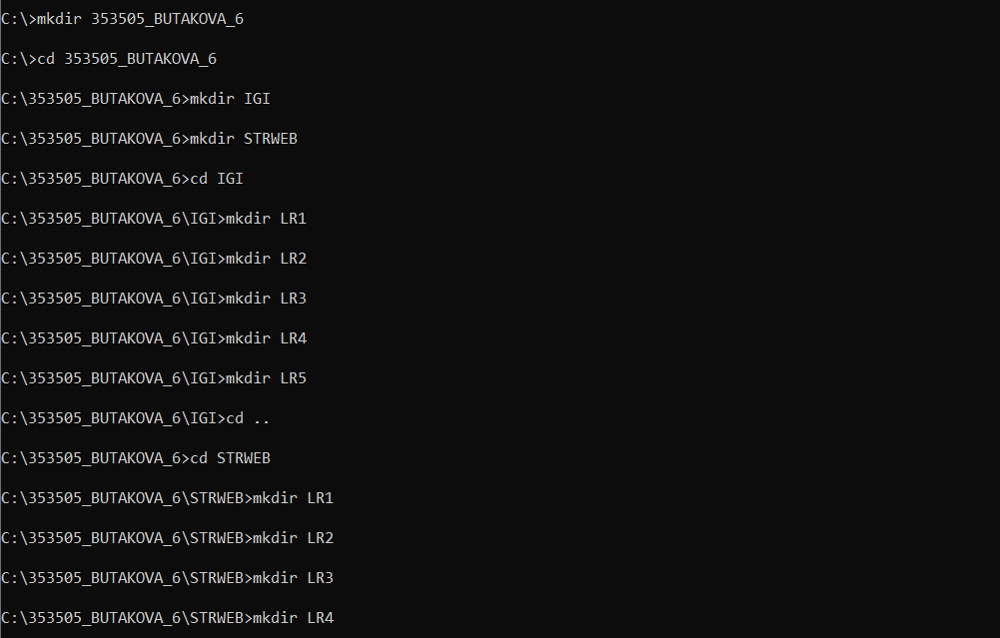 C:\>mkdir 353505_BUTAKOVA_6
C:\>cd 353505_BUTAKOVA_6
C:\353505_BUTAKOVA_6>mkdir IGI
C:\353505_BUTAKOVA_6>mkdir STRWEB
C:\353505_BUTAKOVA_6>cd IGI
C:\353505_BUTAKOVA_6\IGI>mkdir LR1
C:\353505_BUTAKOVA_6\IGI>mkdir LR2
C:\353505_BUTAKOVA_6\IGI>mkdir LR3
C:\353505_BUTAKOVA_6\IGI>mkdir LR4
C:\353505_BUTAKOVA_6\IGI>mkdir LR5
C:\353505_BUTAKOVA_6\IGI>cd ..
C:\353505_BUTAKOVA_6>cd STRWEB
C:\353505_BUTAKOVA_6\STRWEB>mkdir LR1
C:\353505_BUTAKOVA_6\STRWEB>mkdir LR2
C:\353505_BUTAKOVA_6\STRWEB>mkdir LR3
C:\353505_BUTAKOVA_6\STRWEB>mkdir LR4